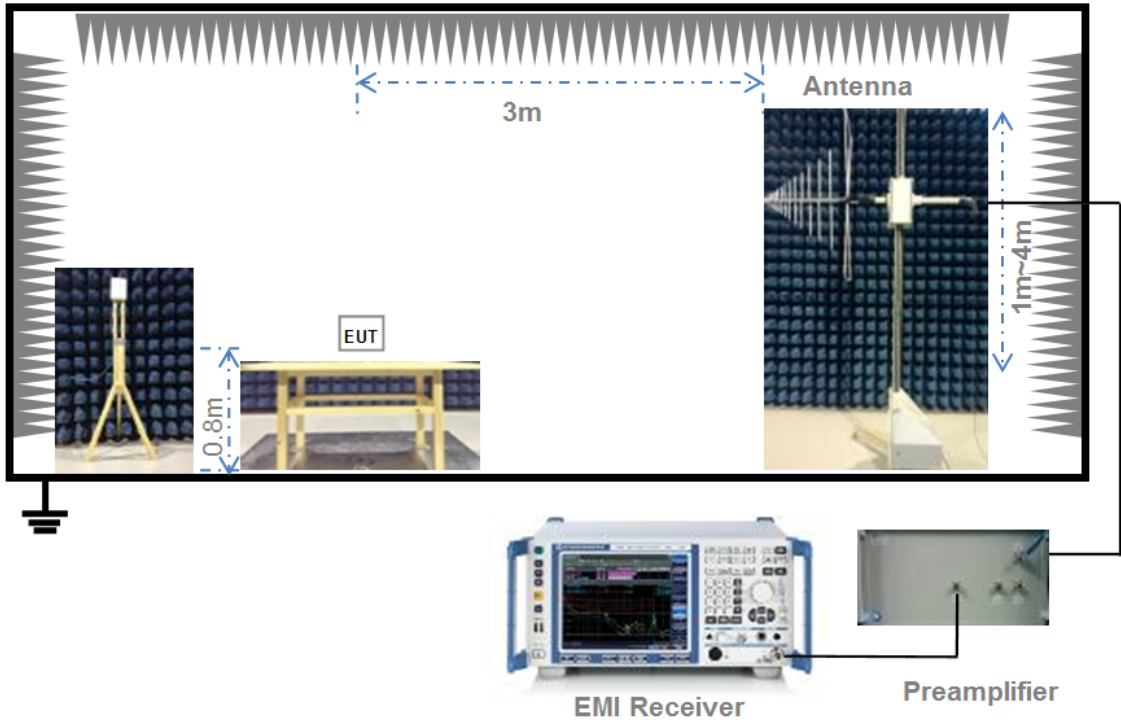 Antenna
3m
1m~4m
EUT
0.8m
EMI Receiver
Preamplifier